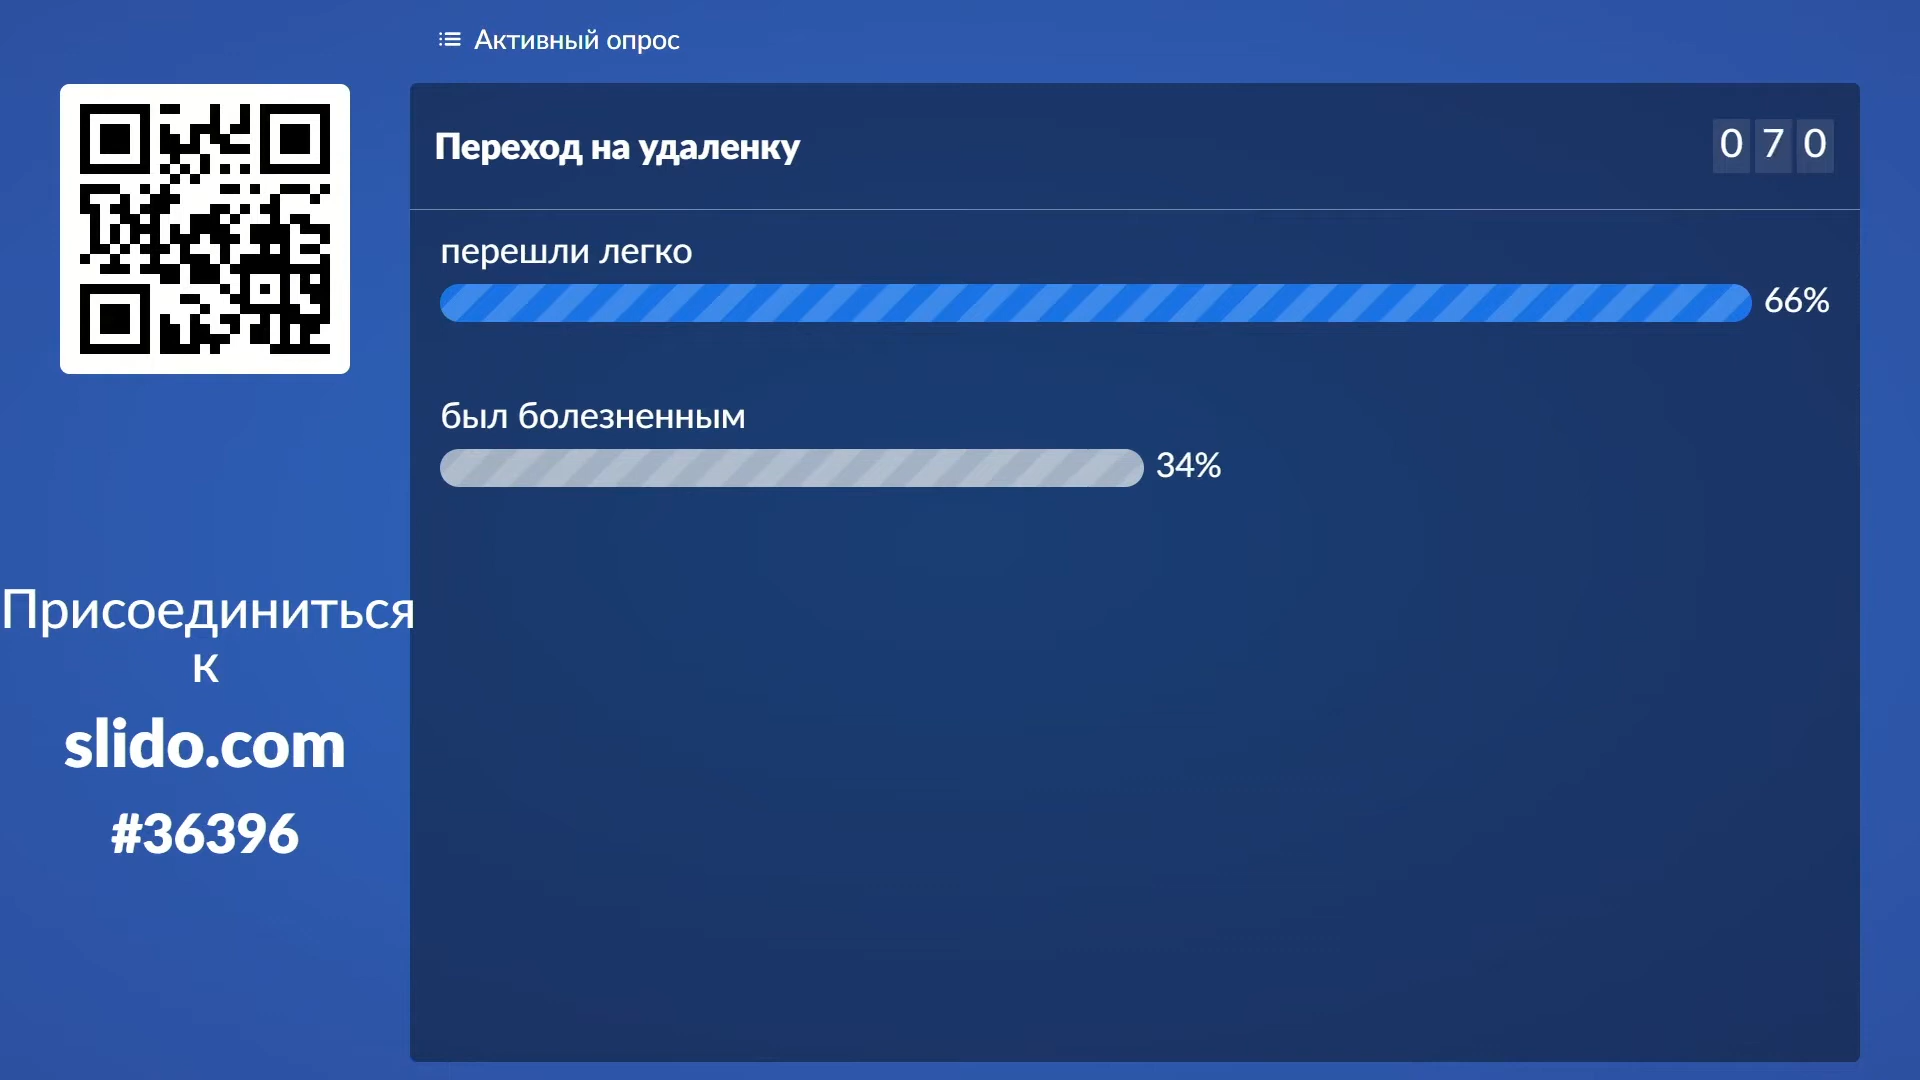 Активный опрос
Переход на удаленку
070
перешли легко
66%
был болезненным
34%
Присоединиться
к
slido.com
#36396